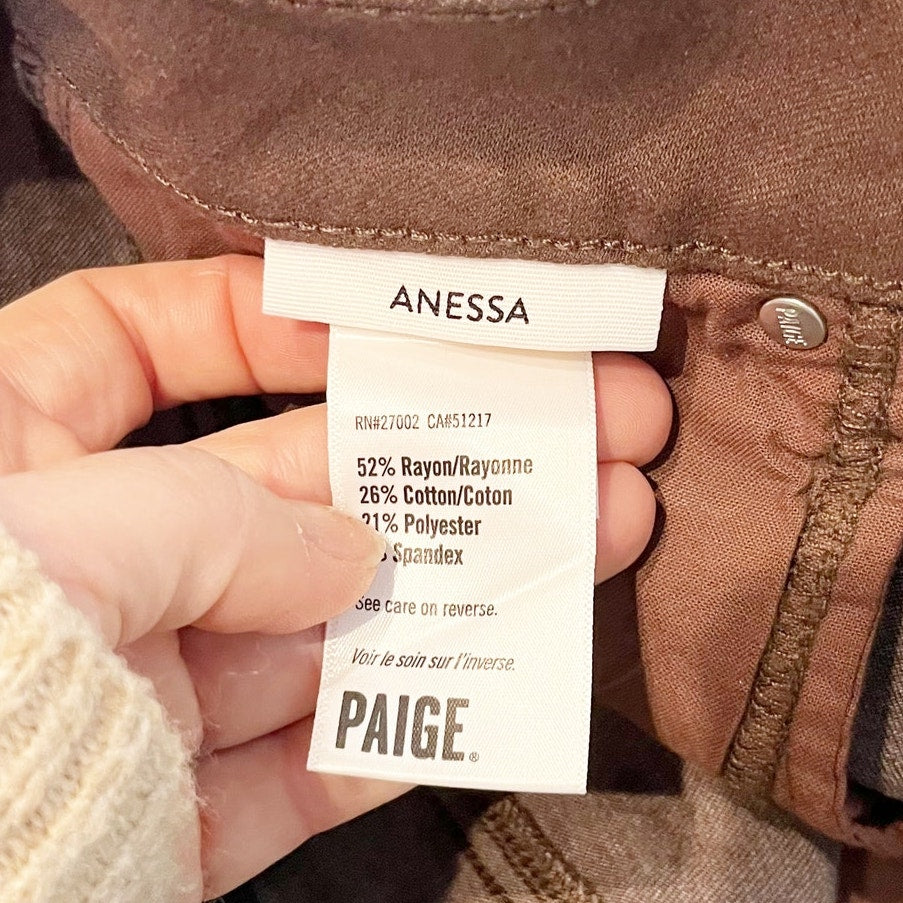 ANESSA
PAIGE
RN#27002 CA#51217
52% Rayon/Rayonne
26% Cotton/Coton
21% Polyester
Spandex
See care on reverse.
Voir le soin sur l'inverse.
PAIGE®